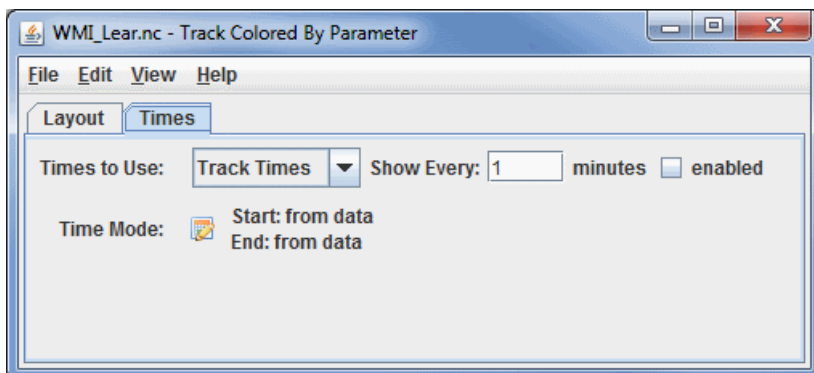 WMI_Lear.nc - Track Colored By Parameter
File Edit View Help
Layout Times
Times to Use: Track Times Show Every: 1 minutes enabled
Time Mode: Start: from data
End: from data